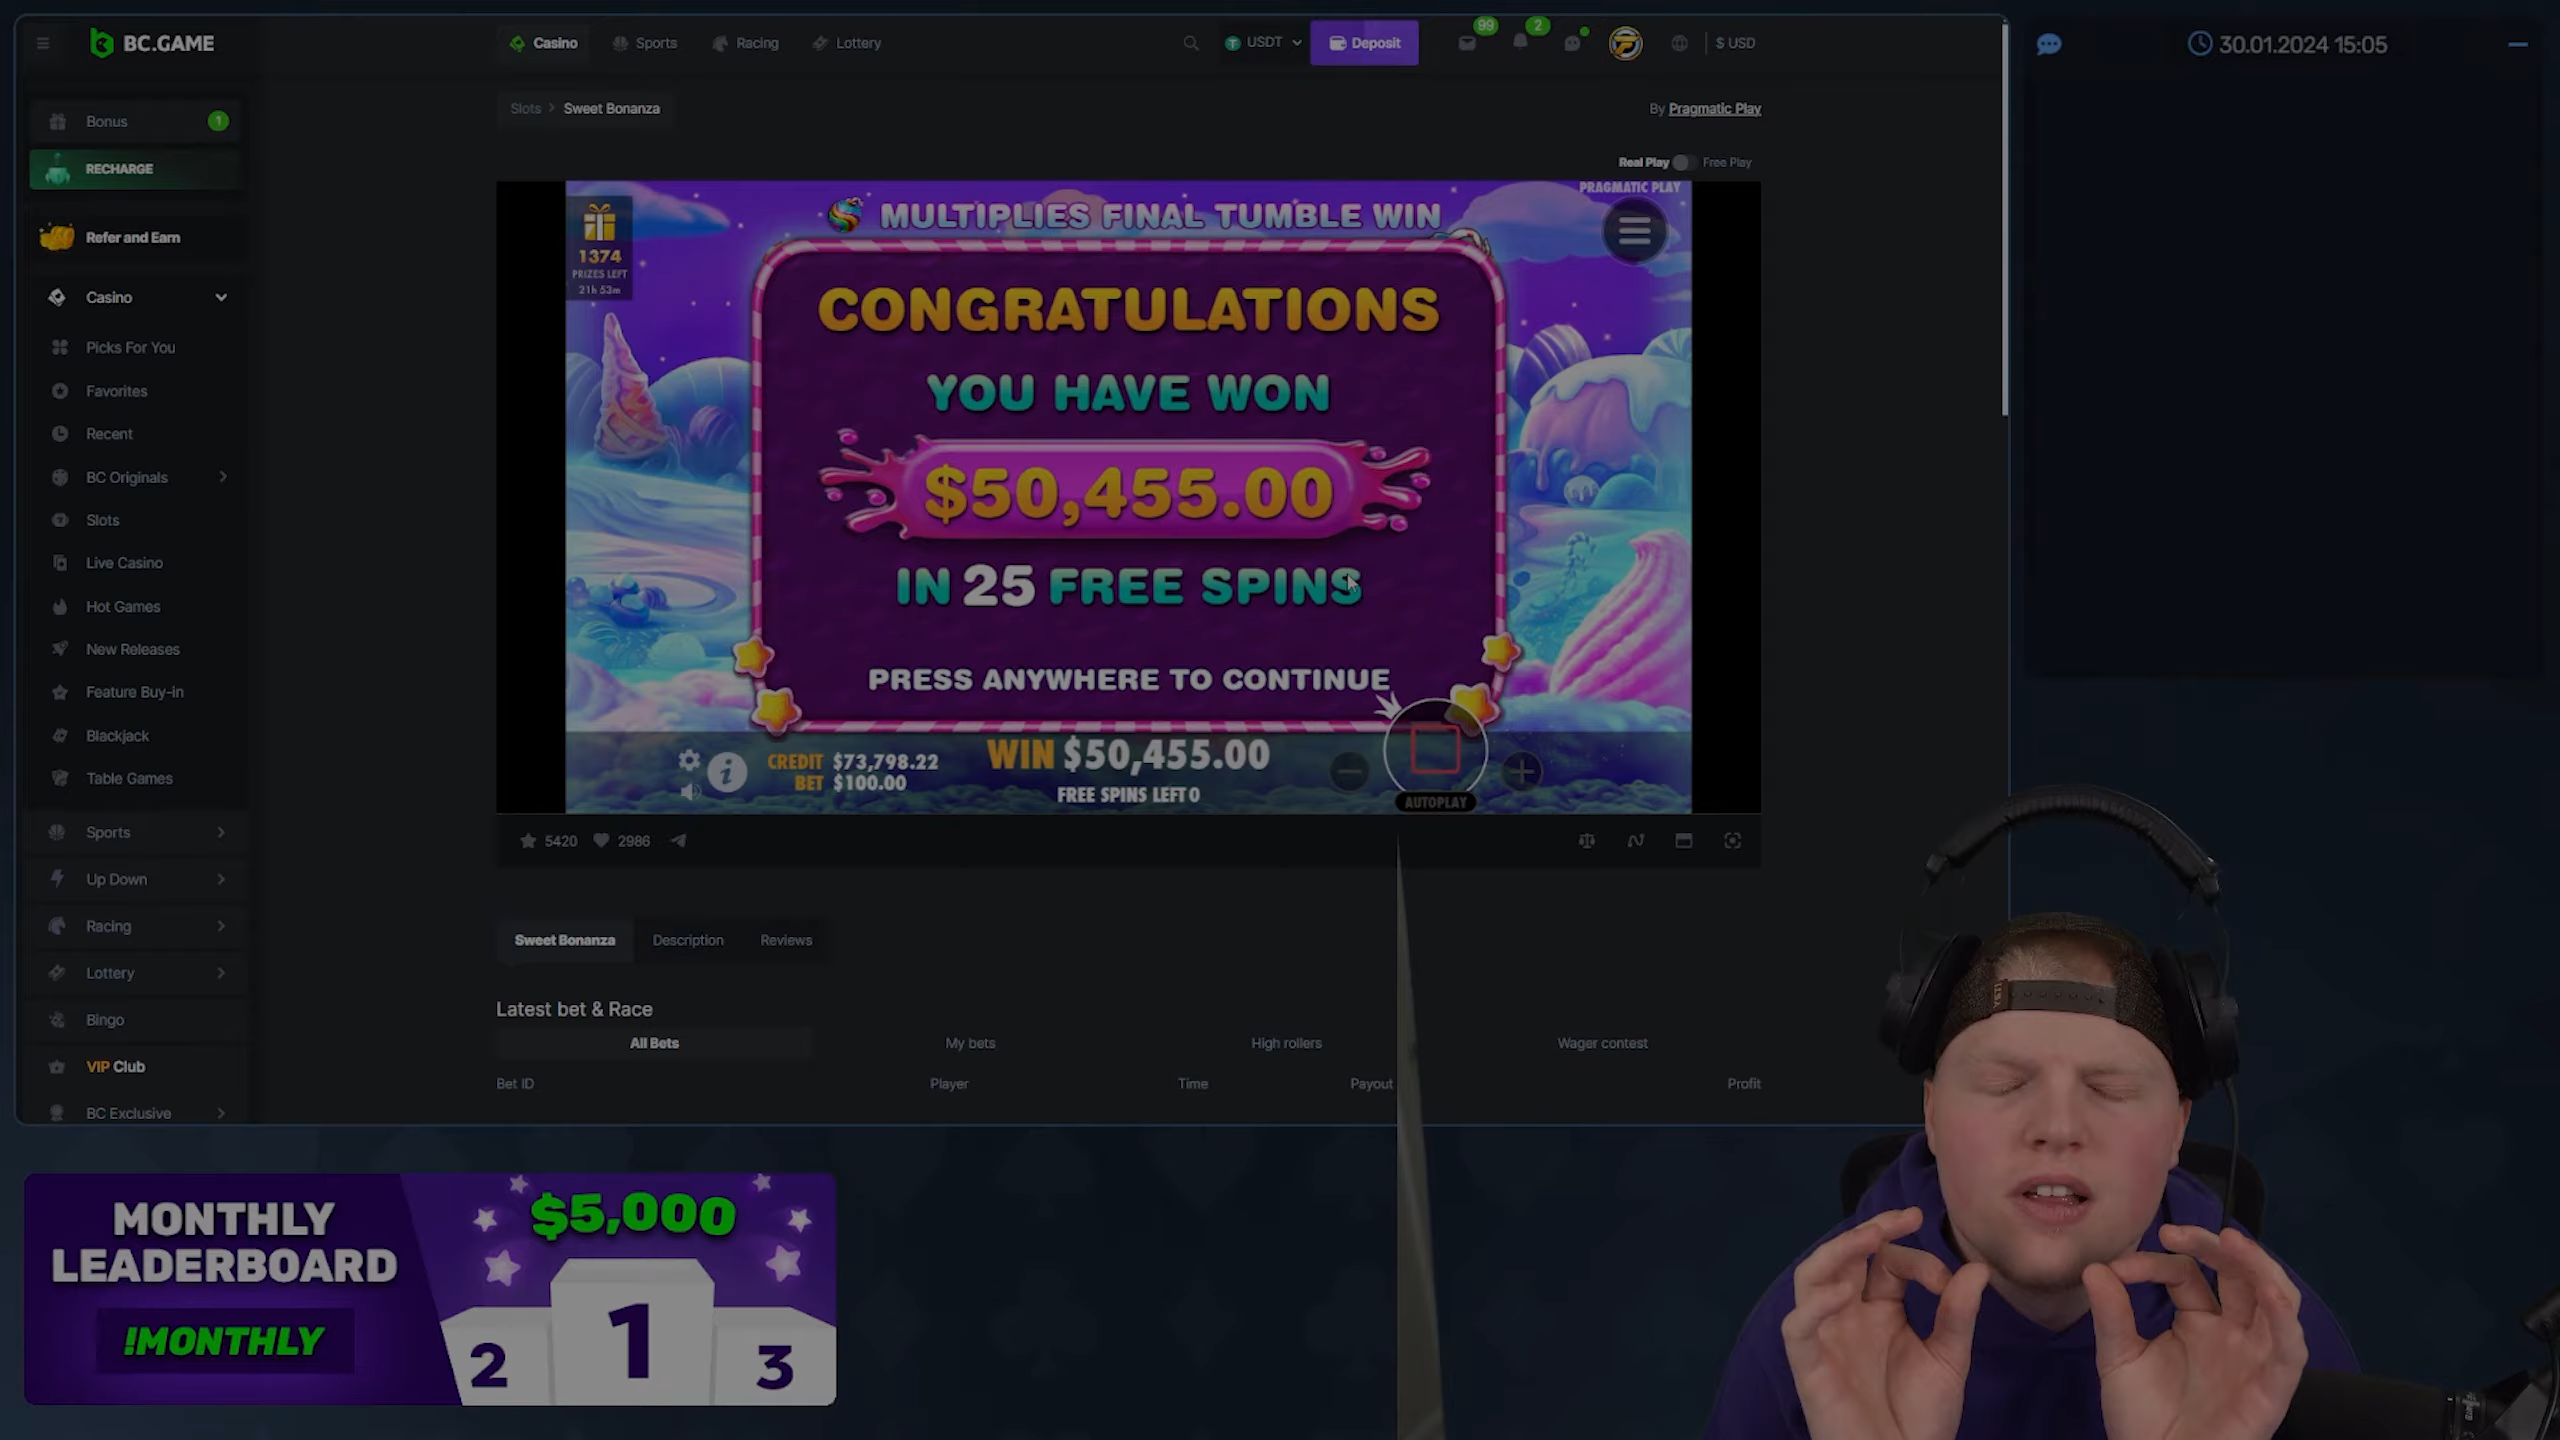 BC.GAME
Casino
Sports
Racing
Lottery
USDT
Deposit
99
2
$ USD
30.01.2024 15:05
Bonus
1
RECHARGE
Refer and Earn
Casino
Picks For You
Favorites
Recent
BC Originals
Slots
Live Casino
Hot Games
New Releases
Feature Buy-in
Blackjack
Table Games
Sports
Up Down
Racing
Lottery
Bingo
VIP Club
BC Exclusive
Slots > Sweet Bonanza
By Pragmatic Play
Real Play Free Play
PRAGMATIC PLAY
1374
PRIZES LEFT
21h 53m
MULTIPLIES FINAL TUMBLE WIN
CONGRATULATIONS
YOU HAVE WON
$50,455.00
IN 25 FREE SPINS
PRESS ANYWHERE TO CONTINUE
CREDIT $73,798.22
BET $100.00
WIN $50,455.00
FREE SPINS LEFT 0
AUTOPLAY
5420
2986
Sweet Bonanza
Description
Reviews
Latest bet & Race
All Bets
My bets
High rollers
Wager contest
Bet ID
Player
Time
Payout
Profit
MONTHLY
LEADERBOARD
!MONTHLY
$5,000
2
1
3
YETI